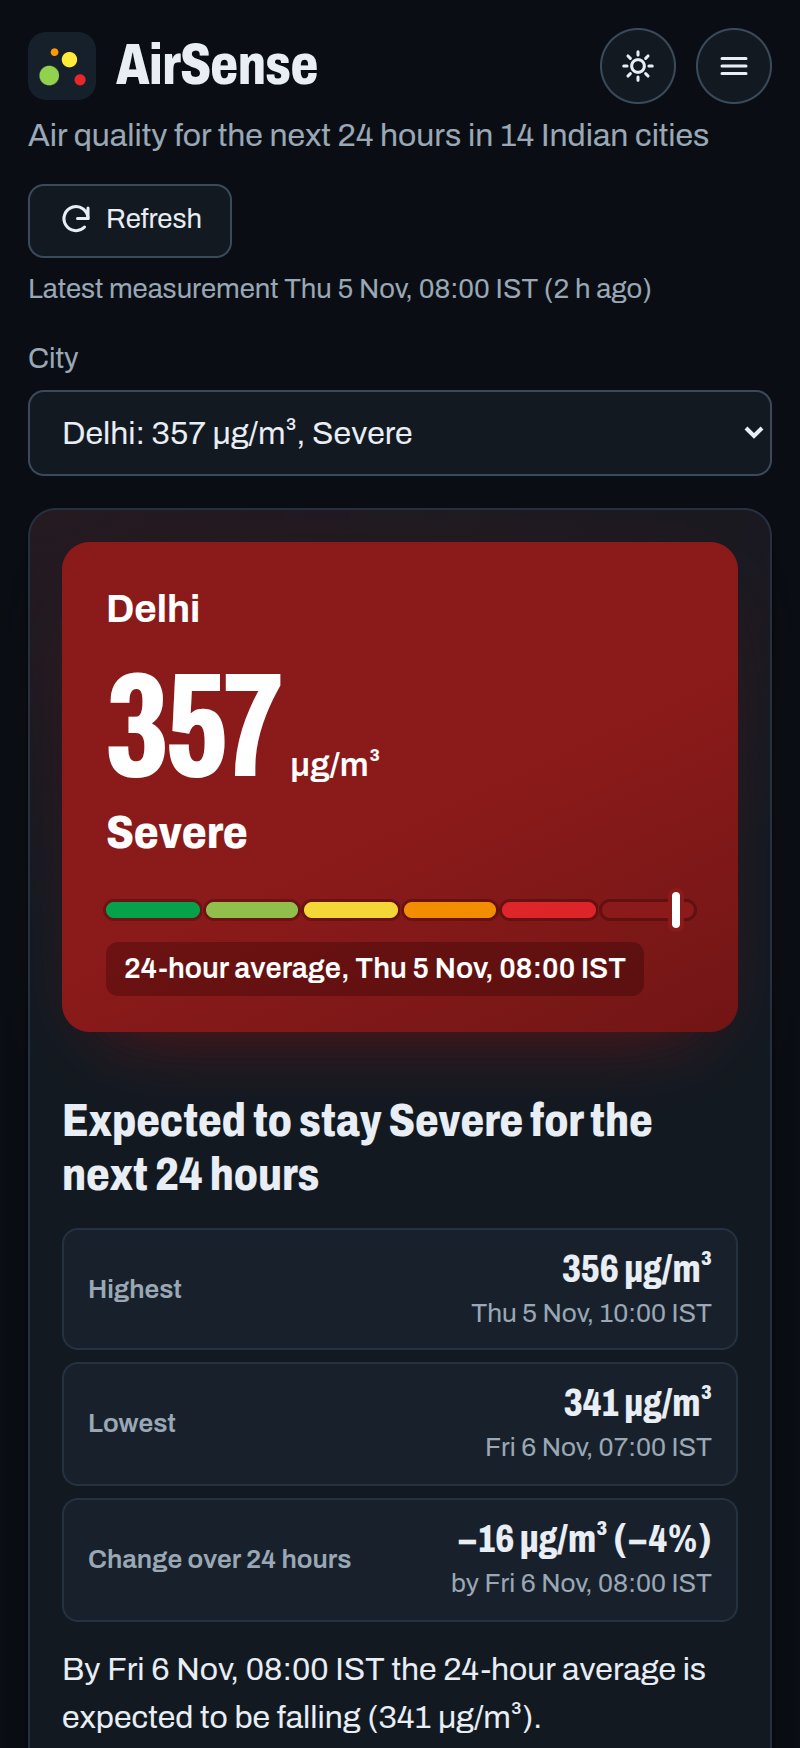 AirSense
Air quality for the next 24 hours in 14 Indian cities
Refresh
Latest measurement Thu 5 Nov, 08:00 IST (2 h ago)
City
Delhi: 357 µg/m³, Severe
Delhi
357 µg/m³
Severe
24-hour average, Thu 5 Nov, 08:00 IST
Expected to stay Severe for the
next 24 hours
Highest
356 µg/m³
Thu 5 Nov, 10:00 IST
Lowest
341 µg/m³
Fri 6 Nov, 07:00 IST
Change over 24 hours
−16 µg/m³ (−4%)
by Fri 6 Nov, 08:00 IST
By Fri 6 Nov, 08:00 IST the 24-hour average is
expected to be falling (341 µg/m³).